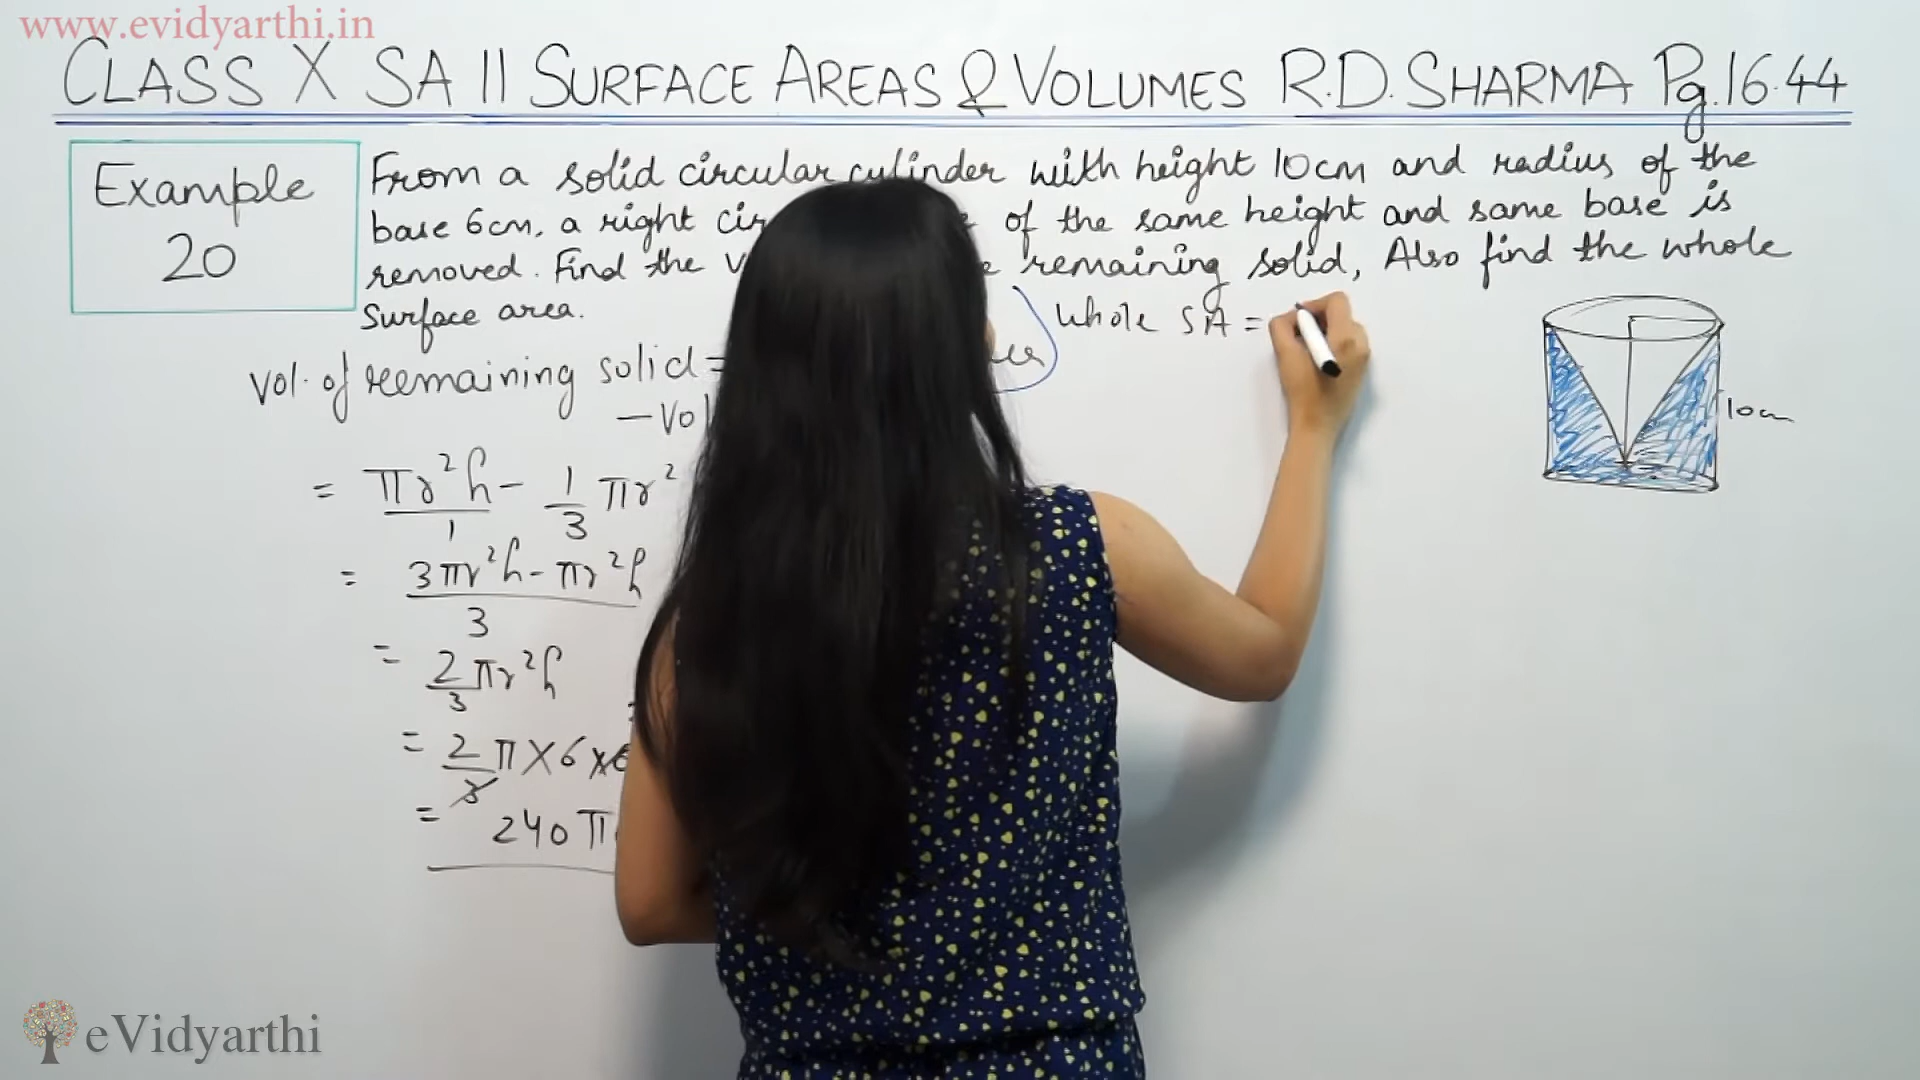 www.evidyarthi.in
CLASS X SA II SURFACE AREAS & VOLUMES R.D. SHARMA Pg.16.44
Example
20
From a solid circular cylinder with height 10cm and radius of the
base 6cm, a right of the same height and same base is
removed. Find the remaining solid, Also find the whole
Surface area.
Whole SA =
Vol. of remaining solid =
- Vol
= πr²h/1 - 1/3 πr²
= 3πr²h - πr²h / 3
= 2/3 πr²h
= 2/3 π × 6 ×
= 240 π
10cm
eVidyarthi